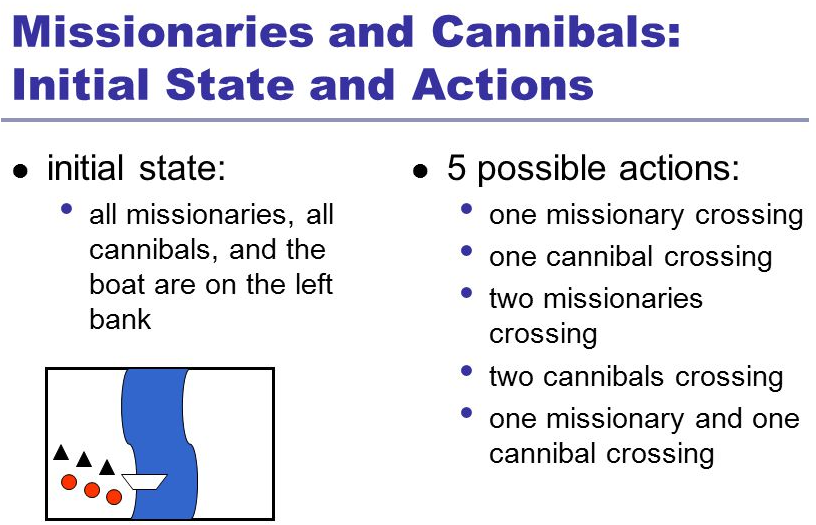 Missionaries and Cannibals:
Initial State and Actions
● initial state:
• all missionaries, all
cannibals, and the
boat are on the left
bank
● 5 possible actions:
• one missionary crossing
• one cannibal crossing
• two missionaries
crossing
• two cannibals crossing
• one missionary and one
cannibal crossing